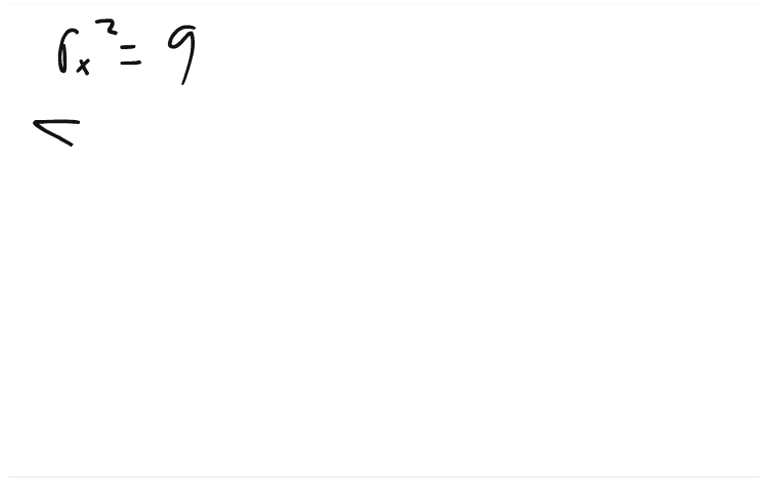 σₓ² = 9